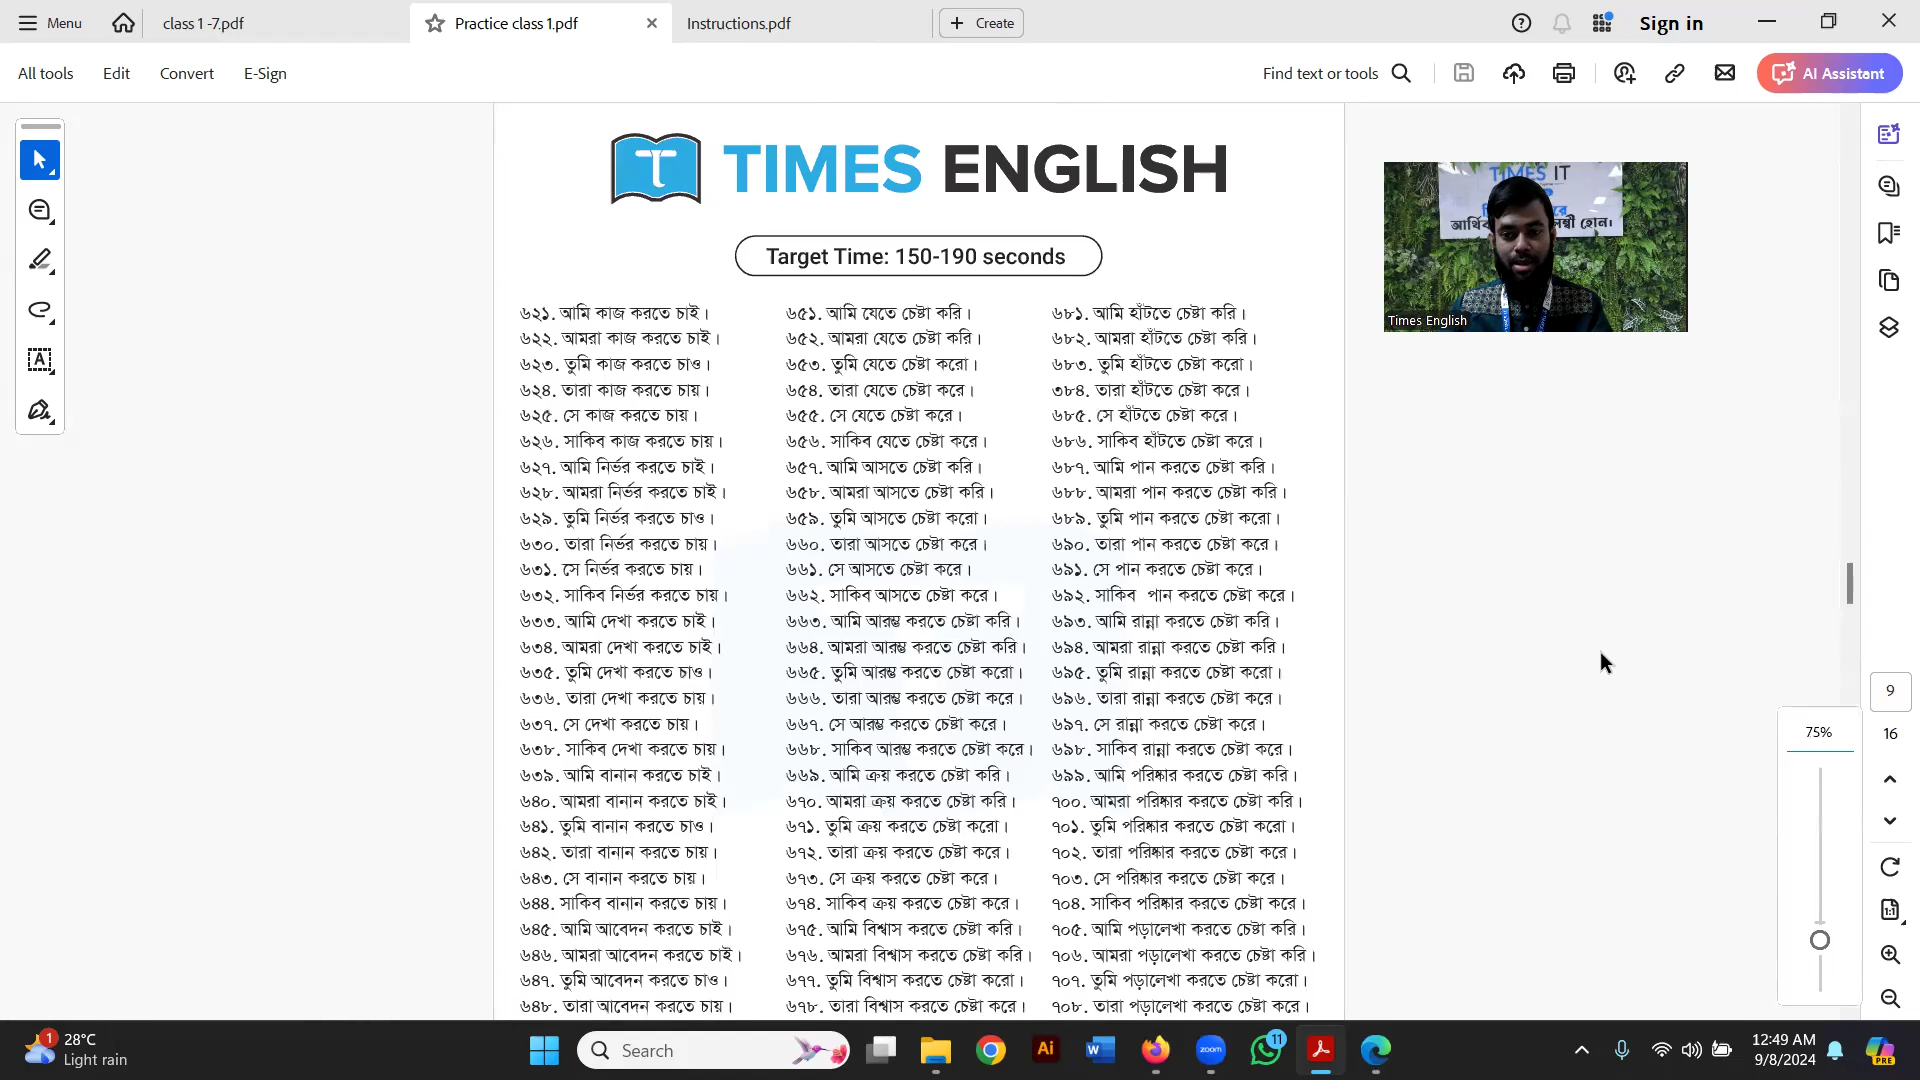 Menu
class 1 -7.pdf
Practice class 1.pdf
Instructions.pdf
Create
Sign in
All tools
Edit
Convert
E-Sign
Find text or tools
AI Assistant
TIMES ENGLISH
Target Time: 150-190 seconds
৬২১. আমি কাজ করতে চাই।
৬২২. আমরা কাজ করতে চাই।
৬২৩. তুমি কাজ করতে চাও।
৬২৪. তারা কাজ করতে চায়।
৬২৫. সে কাজ করতে চায়।
৬২৬. সাকিব কাজ করতে চায়।
৬২৭. আমি নির্ভর করতে চাই।
৬২৮. আমরা নির্ভর করতে চাই।
৬২৯. তুমি নির্ভর করতে চাও।
৬৩০. তারা নির্ভর করতে চায়।
৬৩১. সে নির্ভর করতে চায়।
৬৩২. সাকিব নির্ভর করতে চায়।
৬৩৩. আমি দেখা করতে চাই।
৬৩৪. আমরা দেখা করতে চাই।
৬৩৫. তুমি দেখা করতে চাও।
৬৩৬. তারা দেখা করতে চায়।
৬৩৭. সে দেখা করতে চায়।
৬৩৮. সাকিব দেখা করতে চায়।
৬৩৯. আমি বানান করতে চাই।
৬৪০. আমরা বানান করতে চাই।
৬৪১. তুমি বানান করতে চাও।
৬৪২. তারা বানান করতে চায়।
৬৪৩. সে বানান করতে চায়।
৬৪৪. সাকিব বানান করতে চায়।
৬৪৫. আমি আবেদন করতে চাই।
৬৪৬. আমরা আবেদন করতে চাই।
৬৪৭. তুমি আবেদন করতে চাও।
৬৪৮. তারা আবেদন করতে চায়।
৬৫১. আমি যেতে চেষ্টা করি।
৬৫২. আমরা যেতে চেষ্টা করি।
৬৫৩. তুমি যেতে চেষ্টা করো।
৬৫৪. তারা যেতে চেষ্টা করে।
৬৫৫. সে যেতে চেষ্টা করে।
৬৫৬. সাকিব যেতে চেষ্টা করে।
৬৫৭. আমি আসতে চেষ্টা করি।
৬৫৮. আমরা আসতে চেষ্টা করি।
৬৫৯. তুমি আসতে চেষ্টা করো।
৬৬০. তারা আসতে চেষ্টা করে।
৬৬১. সে আসতে চেষ্টা করে।
৬৬২. সাকিব আসতে চেষ্টা করে।
৬৬৩. আমি আরম্ভ করতে চেষ্টা করি।
৬৬৪. আমরা আরম্ভ করতে চেষ্টা করি।
৬৬৫. তুমি আরম্ভ করতে চেষ্টা করো।
৬৬৬. তারা আরম্ভ করতে চেষ্টা করে।
৬৬৭. সে আরম্ভ করতে চেষ্টা করে।
৬৬৮. সাকিব আরম্ভ করতে চেষ্টা করে।
৬৬৯. আমি ক্রয় করতে চেষ্টা করি।
৬৭০. আমরা ক্রয় করতে চেষ্টা করি।
৬৭১. তুমি ক্রয় করতে চেষ্টা করো।
৬৭২. তারা ক্রয় করতে চেষ্টা করে।
৬৭৩. সে ক্রয় করতে চেষ্টা করে।
৬৭৪. সাকিব ক্রয় করতে চেষ্টা করে।
৬৭৫. আমি বিশ্বাস করতে চেষ্টা করি।
৬৭৬. আমরা বিশ্বাস করতে চেষ্টা করি।
৬৭৭. তুমি বিশ্বাস করতে চেষ্টা করো।
৬৭৮. তারা বিশ্বাস করতে চেষ্টা করে।
৬৮১. আমি হাঁটতে চেষ্টা করি।
৬৮২. আমরা হাঁটতে চেষ্টা করি।
৬৮৩. তুমি হাঁটতে চেষ্টা করো।
৩৮৪. তারা হাঁটতে চেষ্টা করে।
৬৮৫. সে হাঁটতে চেষ্টা করে।
৬৮৬. সাকিব হাঁটতে চেষ্টা করে।
৬৮৭. আমি পান করতে চেষ্টা করি।
৬৮৮. আমরা পান করতে চেষ্টা করি।
৬৮৯. তুমি পান করতে চেষ্টা করো।
৬৯০. তারা পান করতে চেষ্টা করে।
৬৯১. সে পান করতে চেষ্টা করে।
৬৯২. সাকিব পান করতে চেষ্টা করে।
৬৯৩. আমি রান্না করতে চেষ্টা করি।
৬৯৪. আমরা রান্না করতে চেষ্টা করি।
৬৯৫. তুমি রান্না করতে চেষ্টা করো।
৬৯৬. তারা রান্না করতে চেষ্টা করে।
৬৯৭. সে রান্না করতে চেষ্টা করে।
৬৯৮. সাকিব রান্না করতে চেষ্টা করে।
৬৯৯. আমি পরিষ্কার করতে চেষ্টা করি।
৭০০. আমরা পরিষ্কার করতে চেষ্টা করি।
৭০১. তুমি পরিষ্কার করতে চেষ্টা করো।
৭০২. তারা পরিষ্কার করতে চেষ্টা করে।
৭০৩. সে পরিষ্কার করতে চেষ্টা করে।
৭০৪. সাকিব পরিষ্কার করতে চেষ্টা করে।
৭০৫. আমি পড়ালেখা করতে চেষ্টা করি।
৭০৬. আমরা পড়ালেখা করতে চেষ্টা করি।
৭০৭. তুমি পড়ালেখা করতে চেষ্টা করো।
৭০৮. তারা পড়ালেখা করতে চেষ্টা করে।
TIMES IT
হোন।
Times English
9
75%
16
1
28°C
Light rain
Search
Ai
zoom
11
12:49 AM
9/8/2024
PRE